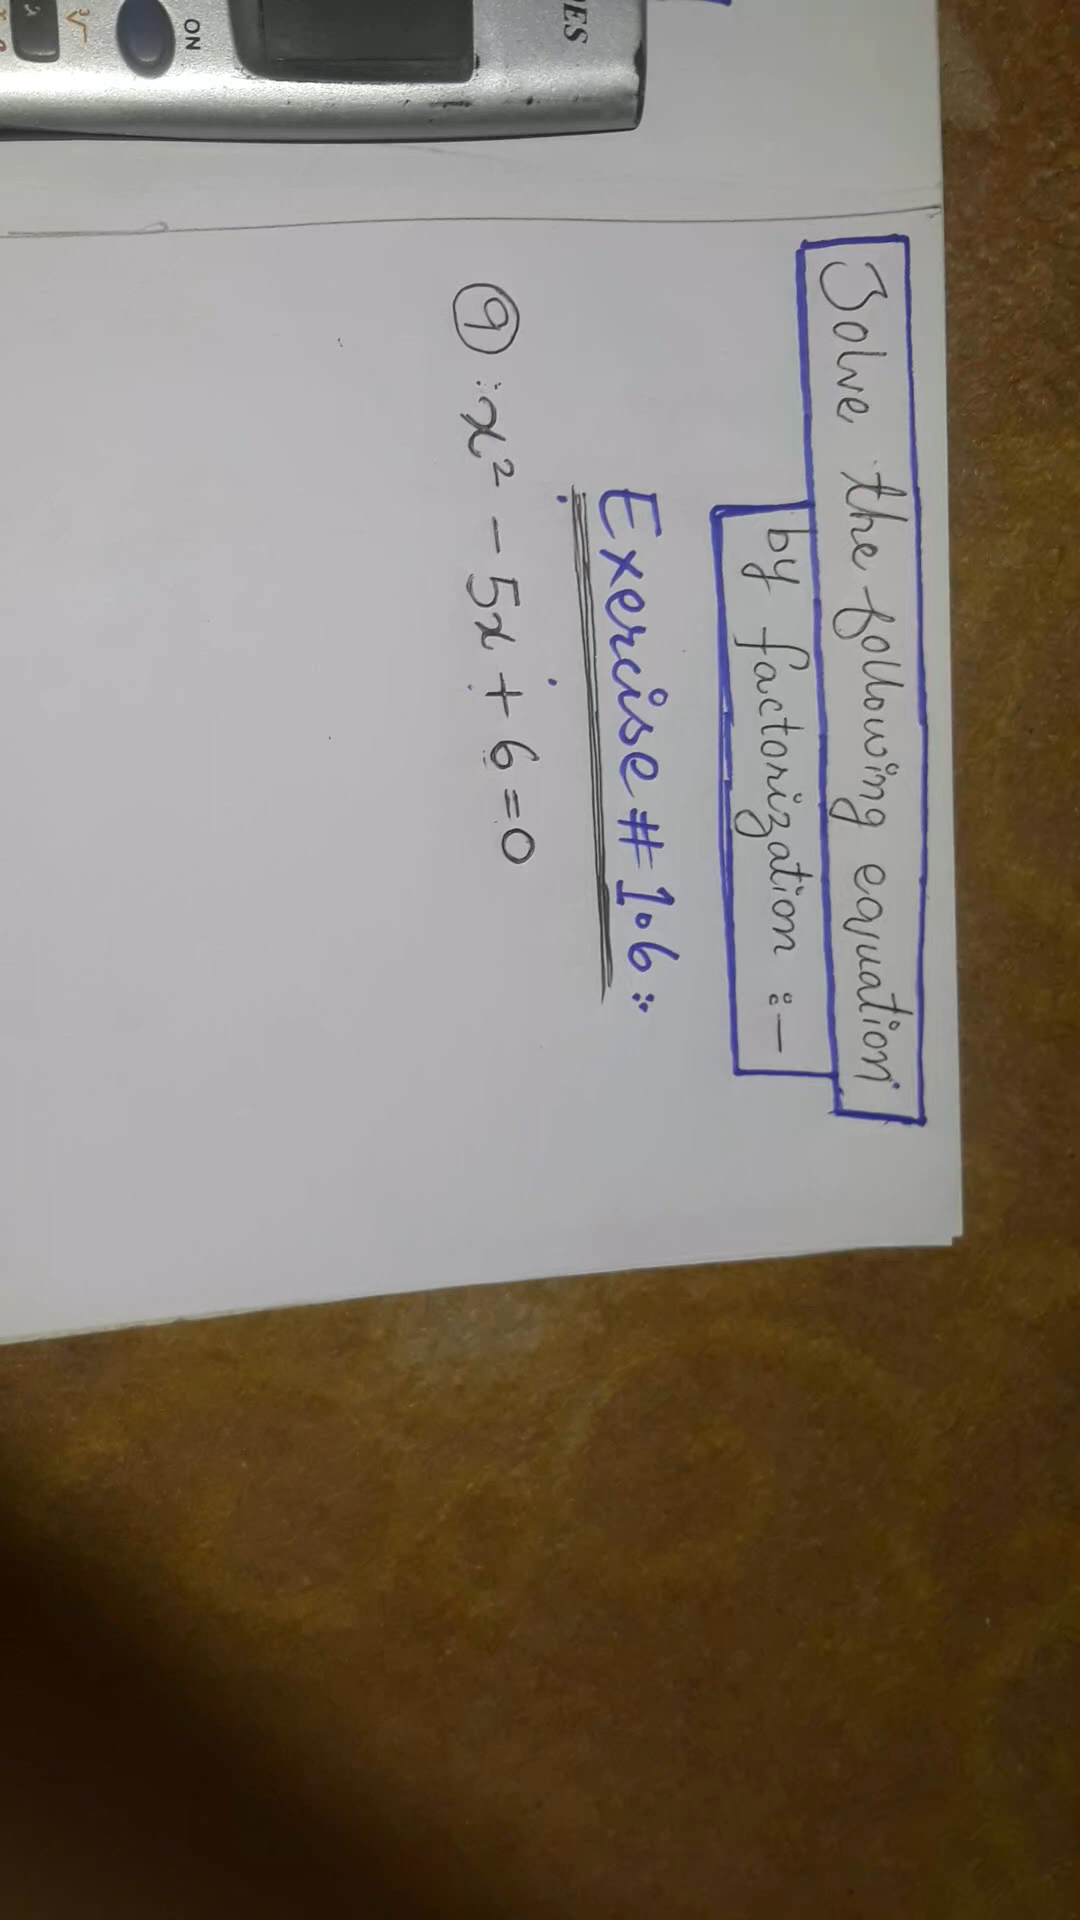 Solve the following equation
by factorization :-
Exercise # 1.6:
9 : x² - 5x + 6 = 0
ON